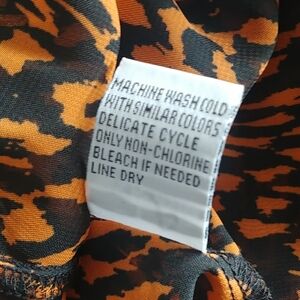 MACHINE WASH COLD
WITH SIMILAR COLORS
DELICATE CYCLE
ONLY NON-CHLORINE
BLEACH IF NEEDED
LINE DRY